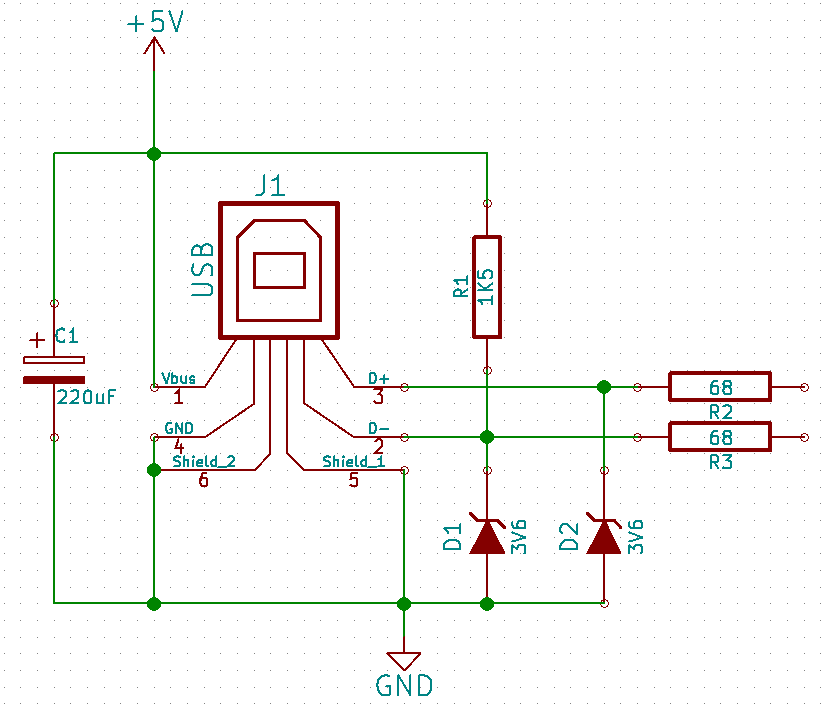 +5V
J1
USB
R1
1K5
+
C1
220uF
Vbus
1
D+
3
GND
4
D-
2
Shield_2
6
Shield_1
5
68
R2
68
R3
D1
3V6
D2
3V6
GND